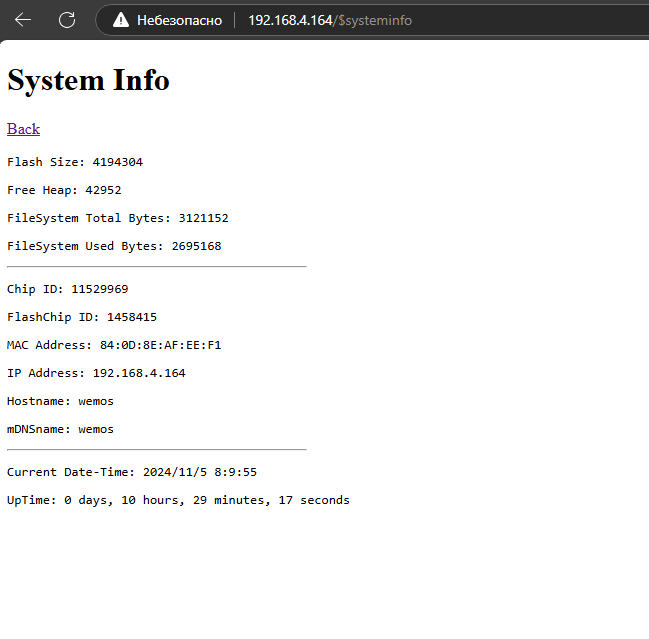 Небезопасно 192.168.4.164/$systeminfo
System Info
Back
Flash Size: 4194304
Free Heap: 42952
FileSystem Total Bytes: 3121152
FileSystem Used Bytes: 2695168
Chip ID: 11529969
FlashChip ID: 1458415
MAC Address: 84:0D:8E:AF:EE:F1
IP Address: 192.168.4.164
Hostname: wemos
mDNSname: wemos
Current Date-Time: 2024/11/5 8:9:55
UpTime: 0 days, 10 hours, 29 minutes, 17 seconds